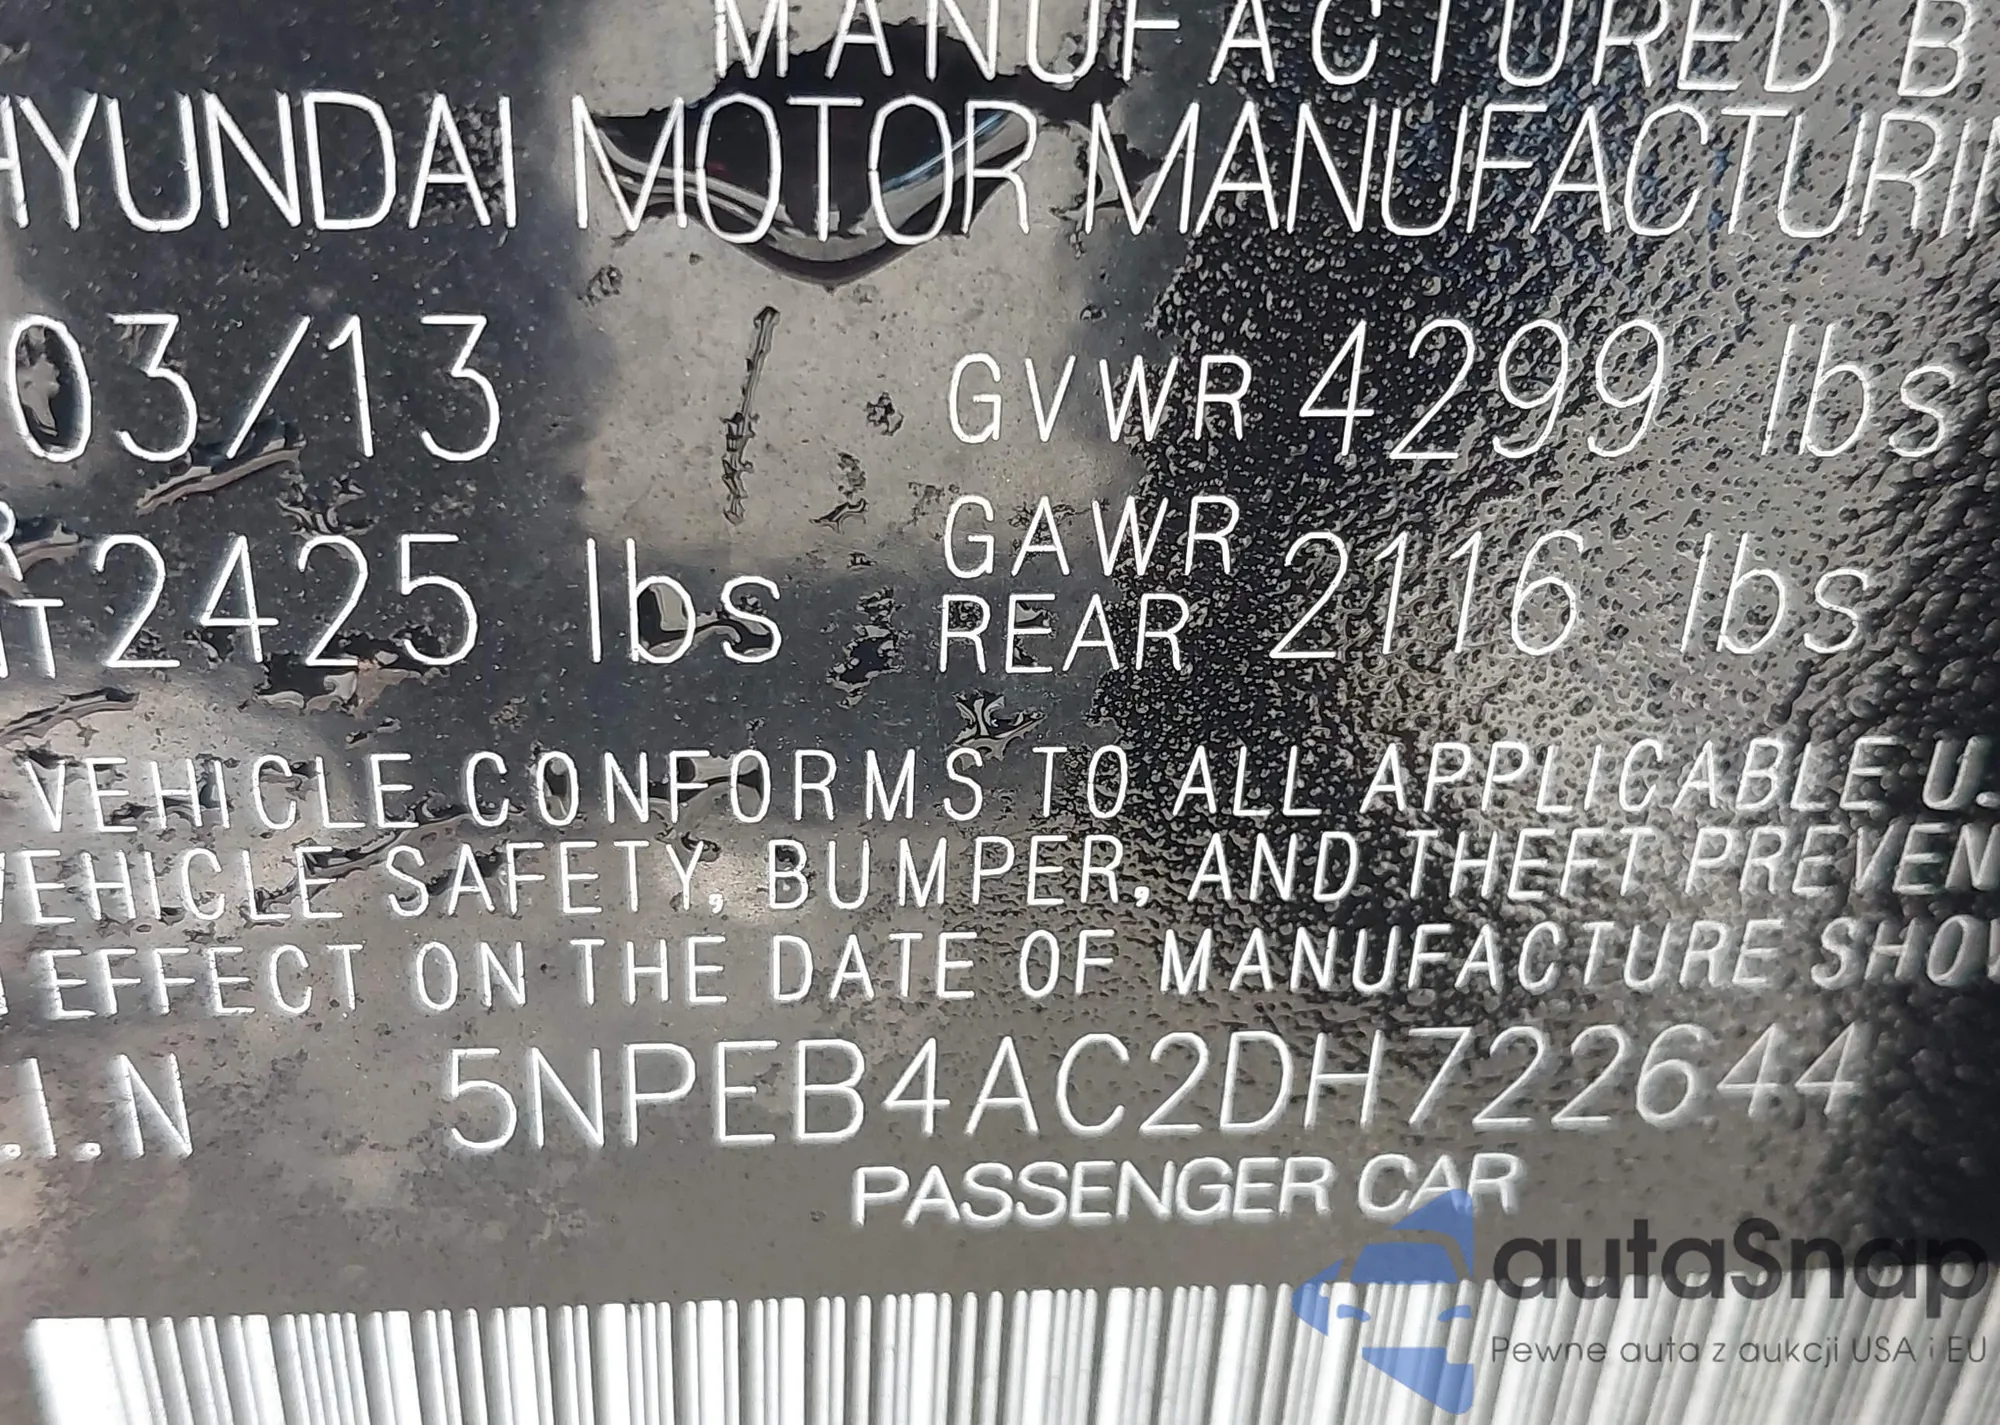 MANUFACTURED B
HYUNDAI MOTOR MANUFACTURIN
03/13 GVWR 4299 lbs
R GAWR
T 2425 lbs REAR 2116 lbs
VEHICLE CONFORMS TO ALL APPLICABLE U.
VEHICLE SAFETY, BUMPER, AND THEFT PREVEN
EFFECT ON THE DATE OF MANUFACTURE SHOW
.I.N 5NPEB4AC2DH722644
PASSENGER CAR
autaSnap
Pewne auta z aukcji USA i EU